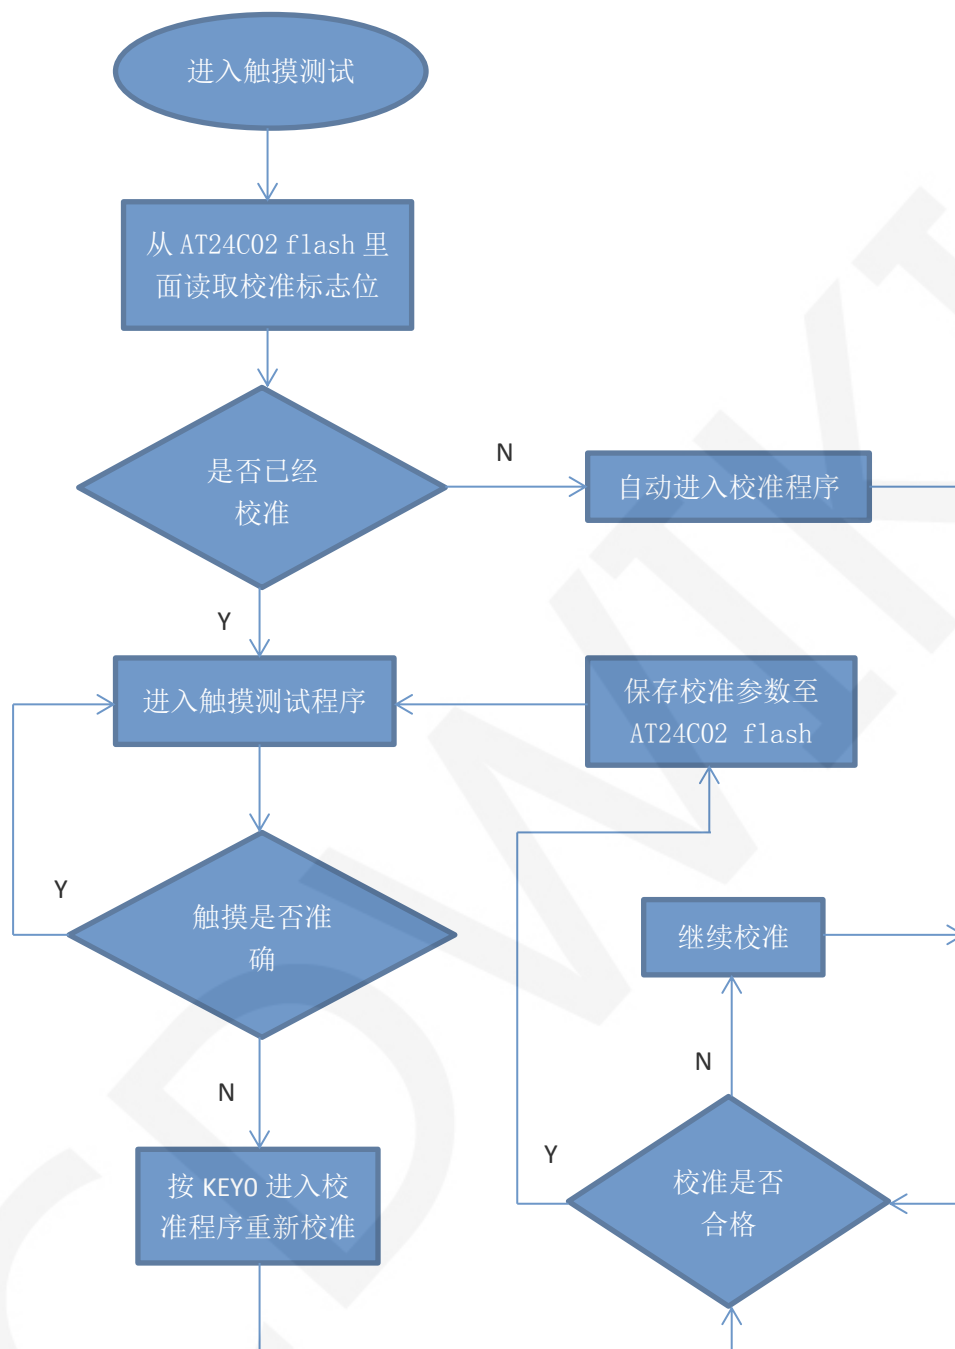 进入触摸测试
从 AT24C02 flash 里
面读取校准标志位
是否已经
校准
N
自动进入校准程序
Y
进入触摸测试程序
保存校准参数至
AT24C02 flash
Y
触摸是否准
确
继续校准
N
N
按 KEY0 进入校
准程序重新校准
Y
校准是否
合格
LCDWIKI